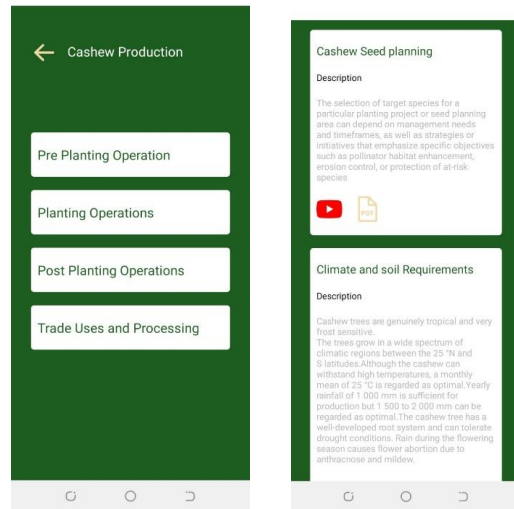 Cashew Production
Pre Planting Operation
Planting Operations
Post Planting Operations
Trade Uses and Processing
Cashew Seed planning
Description
The selection of target species for a
particular planting project or seed planning
area can depend on management needs
and timeframes, as well as strategies or
initiatives that emphasize specific objectives
such as pollinator habitat enhancement,
erosion control, or protection of at-risk
species
PDF
Climate and soil Requirements
Description
Cashew trees are genuinely tropical and very
frost sensitive.
The trees grow in a wide spectrum of
climatic regions between the 25 °N and
S latitudes.Although the cashew can
withstand high temperatures, a monthly
mean of 25 °C is regarded as optimal.Yearly
rainfall of 1 000 mm is sufficient for
production but 1 500 to 2 000 mm can be
regarded as optimal.The cashew tree has a
well-developed root system and can tolerate
drought conditions. Rain during the flowering
season causes flower abortion due to
anthracnose and mildew.